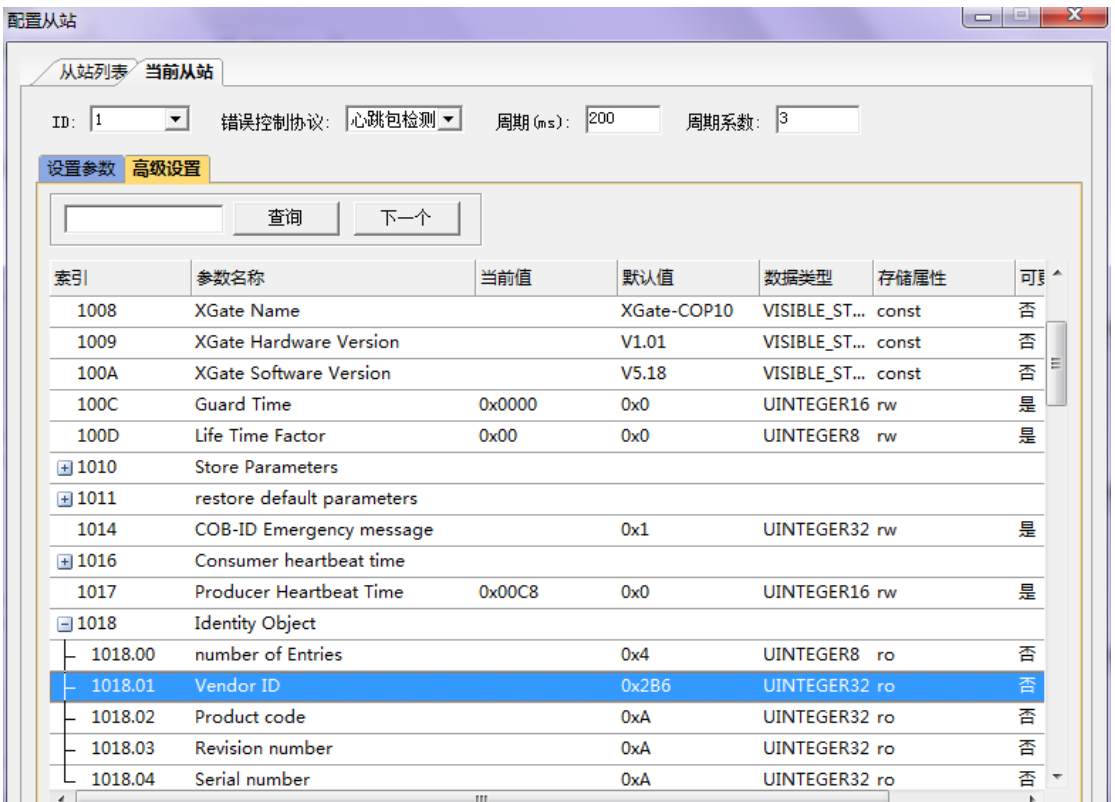 配置从站
从站列表 当前从站
ID: 1 错误控制协议: 心跳包检测 周期(ms): 200 周期系数: 3
设置参数 高级设置
查询 下一个
索引 参数名称 当前值 默认值 数据类型 存储属性 可
1008 XGate Name XGate-COP10 VISIBLE_ST... const 否
1009 XGate Hardware Version V1.01 VISIBLE_ST... const 否
100A XGate Software Version V5.18 VISIBLE_ST... const 否
100C Guard Time 0x0000 0x0 UINTEGER16 rw 是
100D Life Time Factor 0x00 0x0 UINTEGER8 rw 是
1010 Store Parameters
1011 restore default parameters
1014 COB-ID Emergency message 0x1 UINTEGER32 rw 是
1016 Consumer heartbeat time
1017 Producer Heartbeat Time 0x00C8 0x0 UINTEGER16 rw 是
1018 Identity Object
1018.00 number of Entries 0x4 UINTEGER8 ro 否
1018.01 Vendor ID 0x2B6 UINTEGER32 ro 否
1018.02 Product code 0xA UINTEGER32 ro 否
1018.03 Revision number 0xA UINTEGER32 ro 否
1018.04 Serial number 0xA UINTEGER32 ro 否